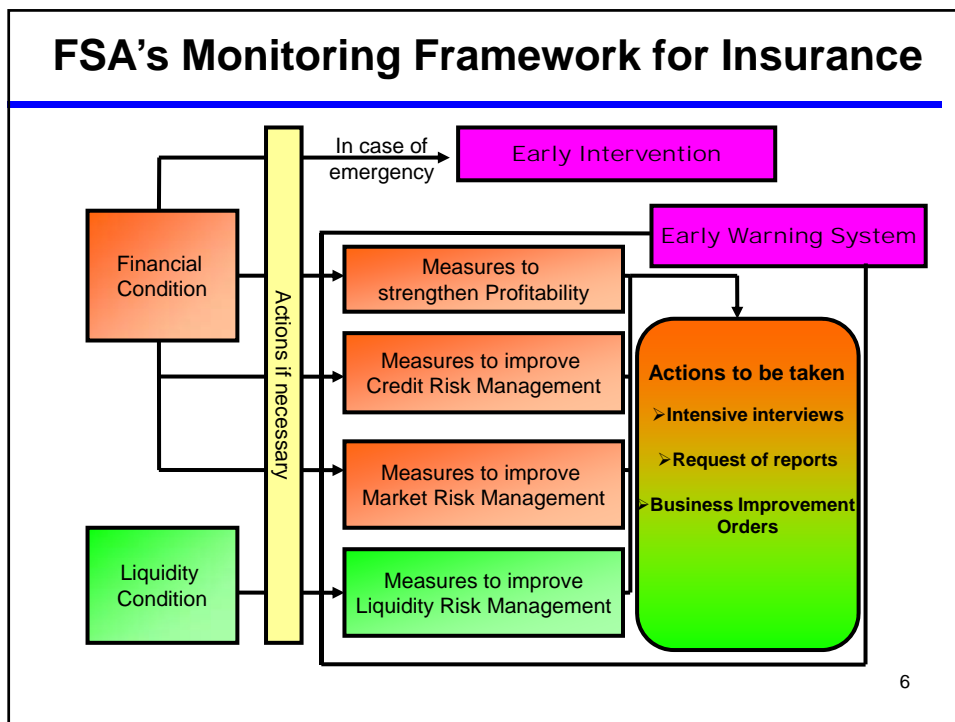 FSA’s Monitoring Framework for Insurance
In case of
emergency
Early Intervention
Early Warning System
Financial
Condition
Actions if necessary
Measures to
strengthen Profitability
Measures to improve
Credit Risk Management
Measures to improve
Market Risk Management
Liquidity
Condition
Measures to improve
Liquidity Risk Management
Actions to be taken
➢Intensive interviews
➢Request of reports
➢Business Improvement
Orders
6